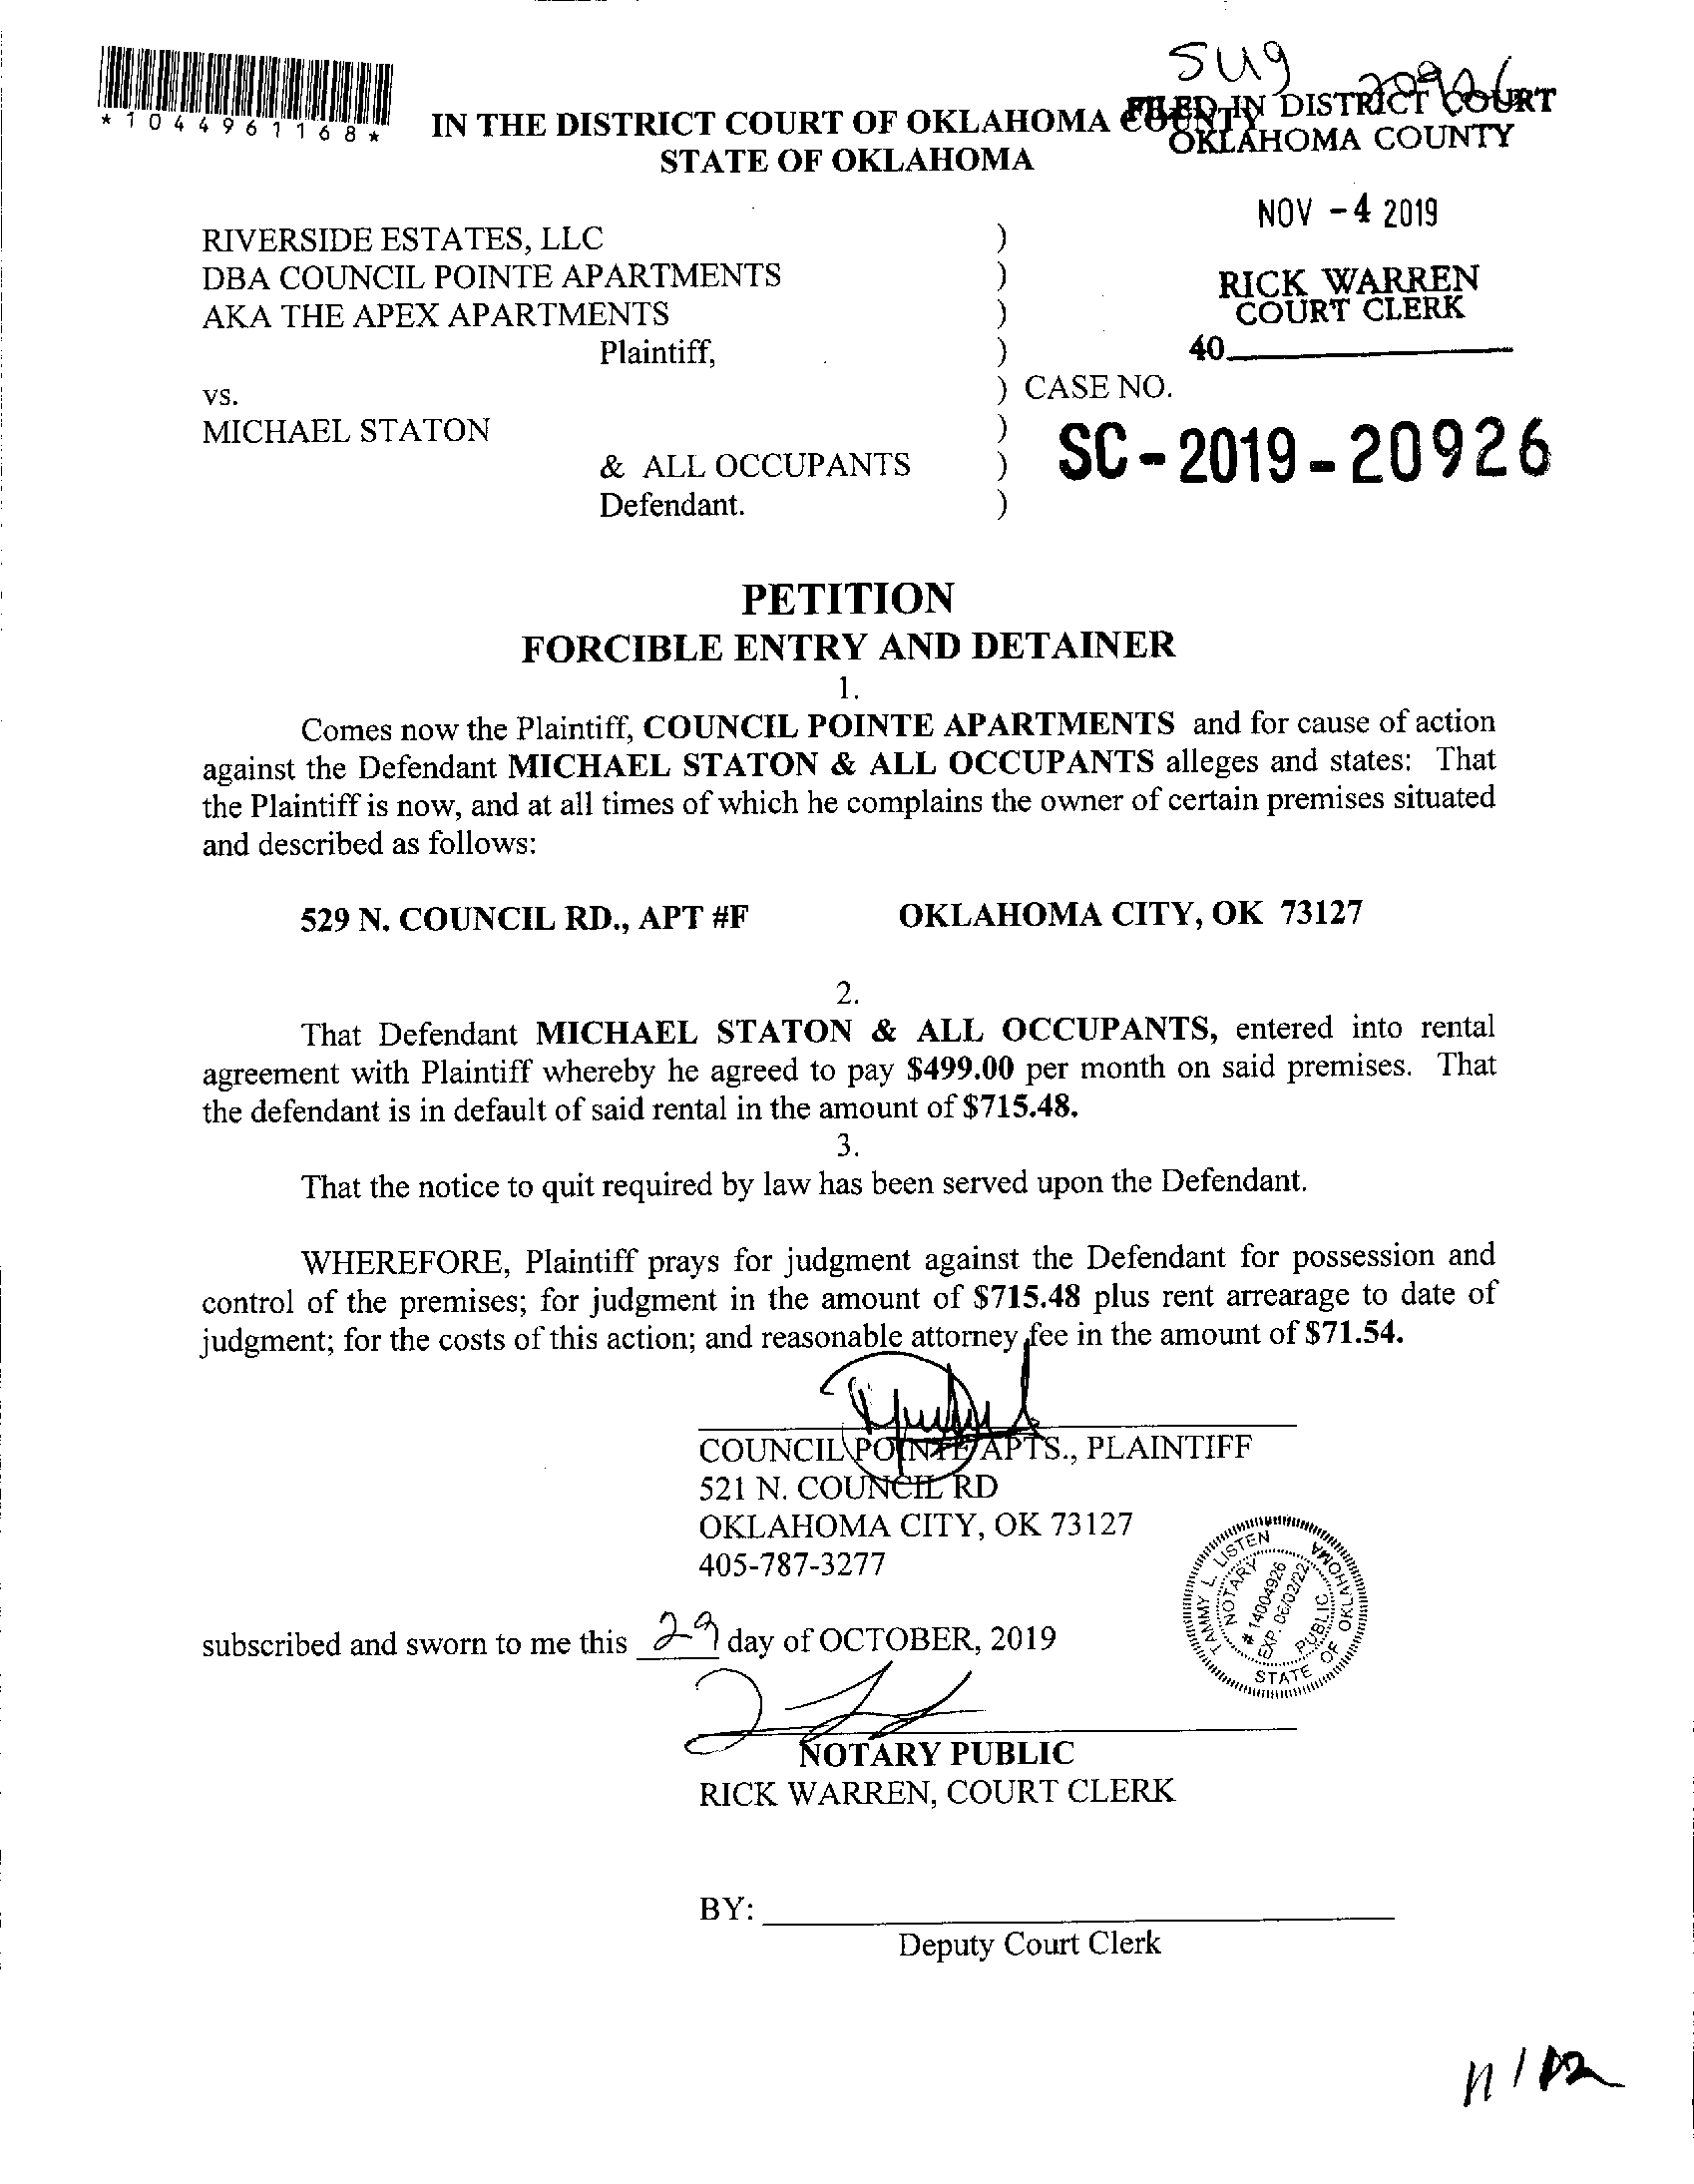 *1044961168*
IN THE DISTRICT COURT OF OKLAHOMA COUNTY
STATE OF OKLAHOMA
FILED IN DISTRICT COURT
OKLAHOMA COUNTY
NOV -4 2019
RICK WARREN
COURT CLERK
40
RIVERSIDE ESTATES, LLC )
DBA COUNCIL POINTE APARTMENTS )
AKA THE APEX APARTMENTS )
Plaintiff, )
vs. ) CASE NO.
MICHAEL STATON ) SC-2019-20926
& ALL OCCUPANTS )
Defendant. )
PETITION
FORCIBLE ENTRY AND DETAINER
1.
Comes now the Plaintiff, COUNCIL POINTE APARTMENTS and for cause of action
against the Defendant MICHAEL STATON & ALL OCCUPANTS alleges and states: That
the Plaintiff is now, and at all times of which he complains the owner of certain premises situated
and described as follows:
529 N. COUNCIL RD., APT #F OKLAHOMA CITY, OK 73127
2.
That Defendant MICHAEL STATON & ALL OCCUPANTS, entered into rental
agreement with Plaintiff whereby he agreed to pay $499.00 per month on said premises. That
the defendant is in default of said rental in the amount of $715.48.
3.
That the notice to quit required by law has been served upon the Defendant.
WHEREFORE, Plaintiff prays for judgment against the Defendant for possession and
control of the premises; for judgment in the amount of $715.48 plus rent arrearage to date of
judgment; for the costs of this action; and reasonable attorney fee in the amount of $71.54.
COUNCIL POINTE APTS., PLAINTIFF
521 N. COUNCIL RD
OKLAHOMA CITY, OK 73127
405-787-3277
TAMMY L. LISTEN
NOTARY
# 14004926
EXP. 06/02/22
PUBLIC
STATE OF OKLAHOMA
subscribed and sworn to me this 29 day of OCTOBER, 2019
NOTARY PUBLIC
RICK WARREN, COURT CLERK
BY:
Deputy Court Clerk